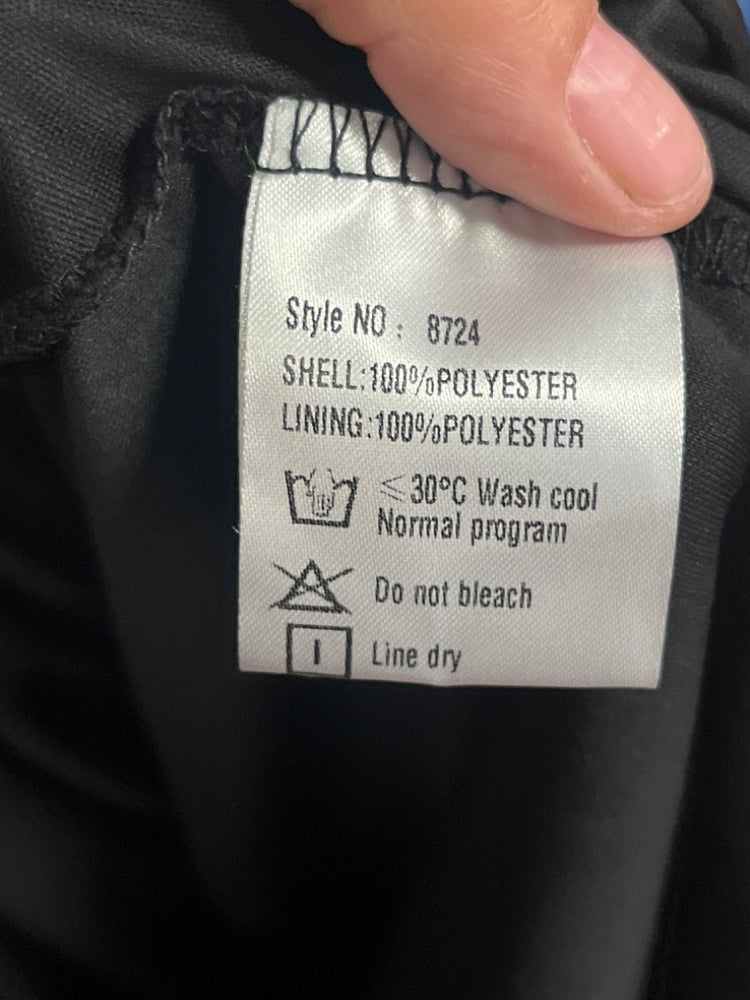 Style NO : 8724
SHELL:100%POLYESTER
LINING:100%POLYESTER
≤30°C Wash cool
Normal program
Do not bleach
Line dry